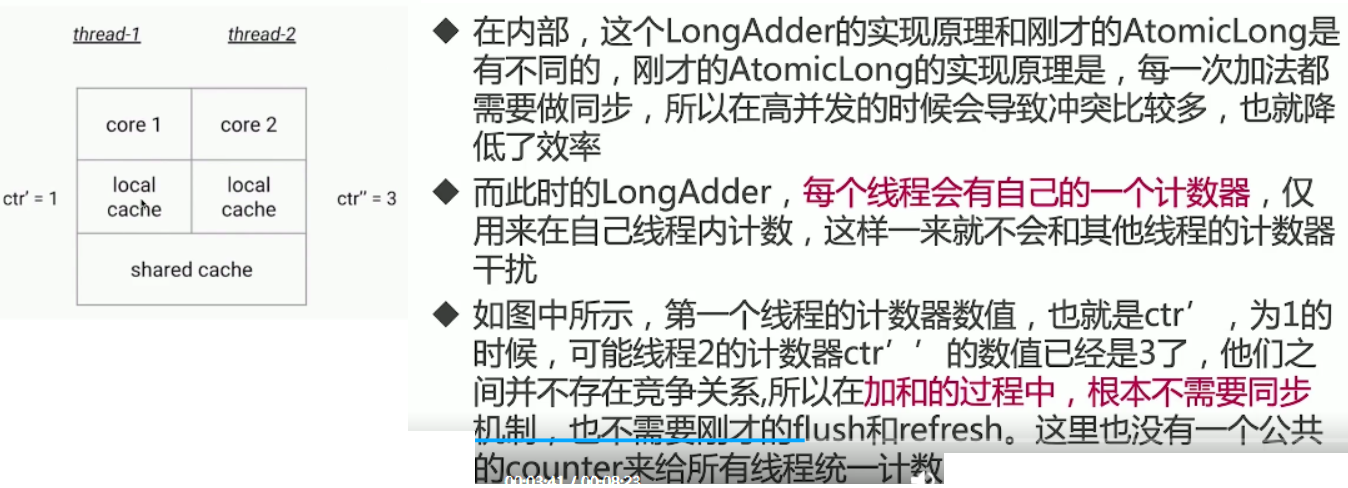 thread-1 thread-2
core 1 core 2
local cache local cache
ctr' = 1 ctr'' = 3
shared cache
◆ 在内部，这个LongAdder的实现原理和刚才的AtomicLong是
有不同的，刚才的AtomicLong的实现原理是，每一次加法都
需要做同步，所以在高并发的时候会导致冲突比较多，也就降
低了效率
◆ 而此时的LongAdder，每个线程会有自己的一个计数器，仅
用来在自己线程内计数，这样一来就不会和其他线程的计数器
干扰
◆ 如图中所示，第一个线程的计数器数值，也就是ctr’，为1的
时候，可能线程2的计数器ctr’’的数值已经是3了，他们之
间并不存在竞争关系,所以在加和的过程中，根本不需要同步
机制，也不需要刚才的flush和refresh。这里也没有一个公共
的counter来给所有线程统一计数
00:03:41 / 00:08:23